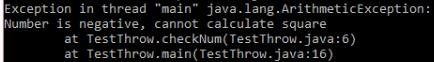 Exception in thread "main" java.lang.ArithmeticException:
Number is negative, cannot calculate square
at TestThrow.checkNum(TestThrow.java:6)
at TestThrow.main(TestThrow.java:16)